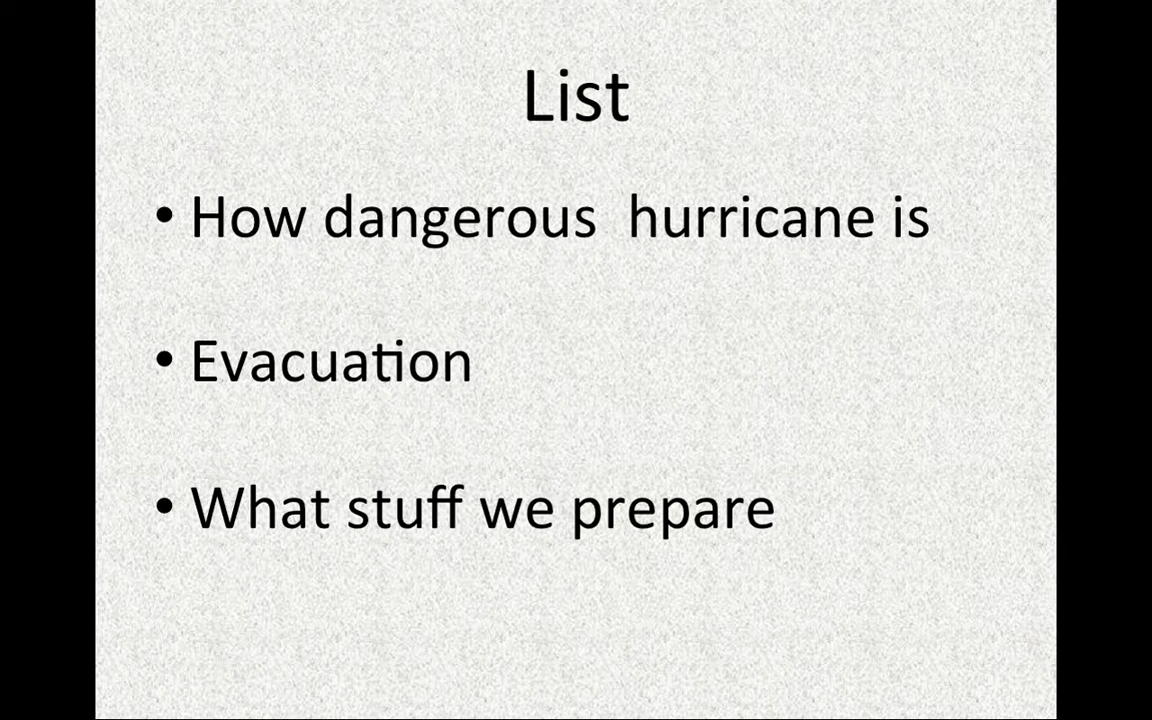 List
• How dangerous  hurricane is
• Evacuation
• What stuff we prepare